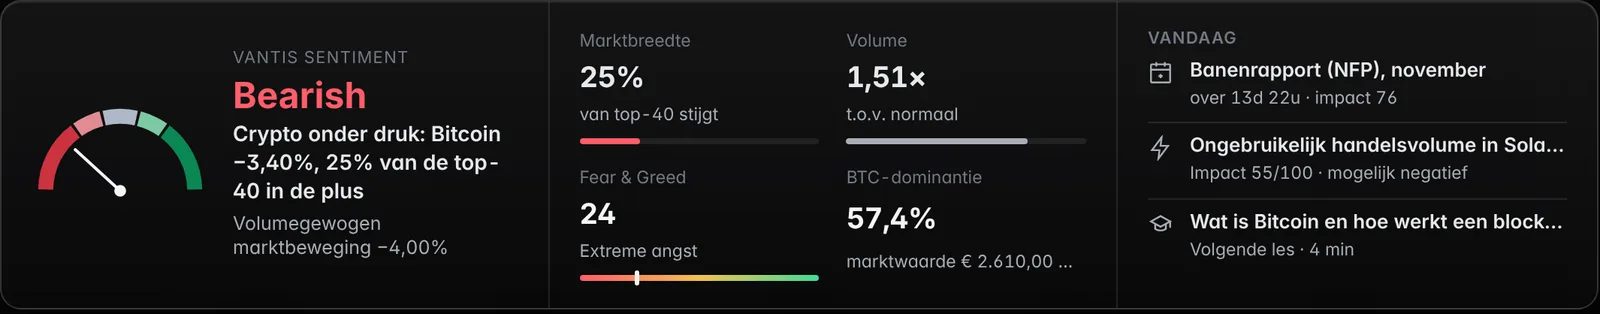 VANTIS SENTIMENT
Bearish
Crypto onder druk: Bitcoin
−3,40%, 25% van de top-
40 in de plus
Volumegewogen
marktbeweging −4,00%
Marktbreedte
25%
van top-40 stijgt
Volume
1,51×
t.o.v. normaal
Fear & Greed
24
Extreme angst
BTC-dominantie
57,4%
marktwaarde € 2.610,00 ...
VANDAAG
Banenrapport (NFP), november
over 13d 22u · impact 76
Ongebruikelijk handelsvolume in Sola...
Impact 55/100 · mogelijk negatief
Wat is Bitcoin en hoe werkt een block...
Volgende les · 4 min